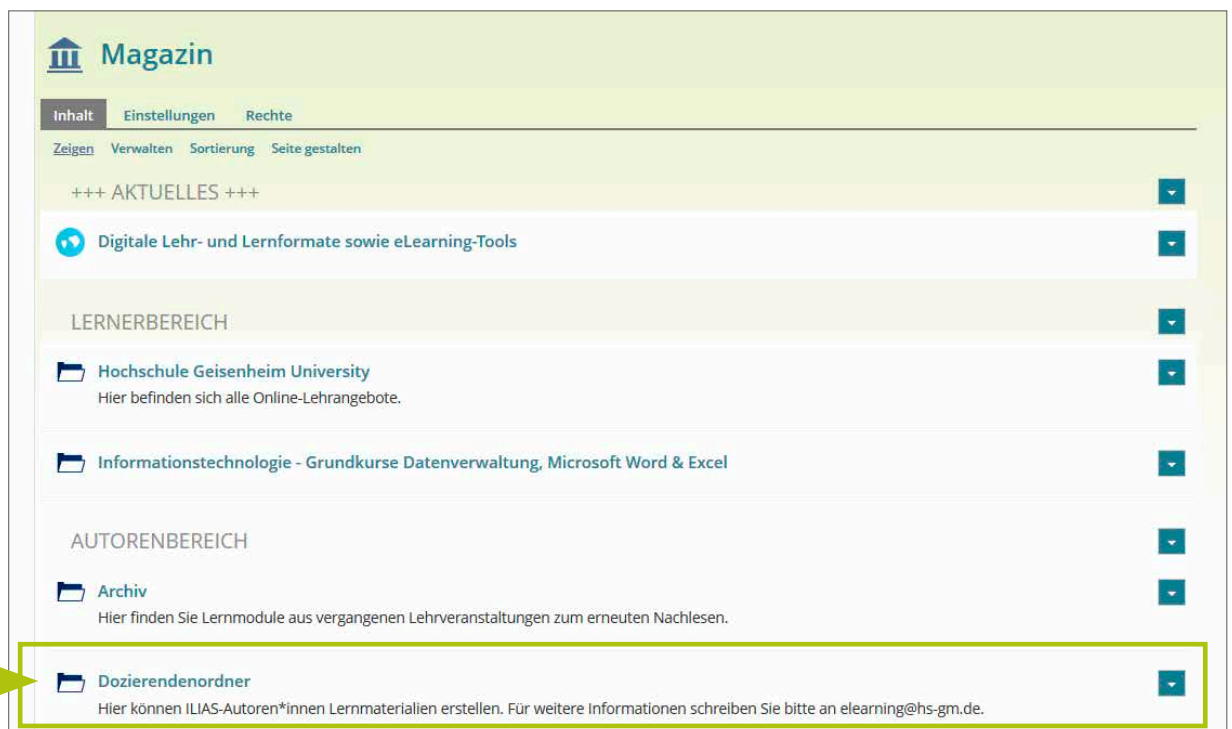 Magazin
Inhalt Einstellungen Rechte
Zeigen Verwalten Sortierung Seite gestalten
+++ AKTUELLES +++
Digitale Lehr- und Lernformate sowie eLearning-Tools
LERNERBEREICH
Hochschule Geisenheim University
Hier befinden sich alle Online-Lehrangebote.
Informationstechnologie - Grundkurse Datenverwaltung, Microsoft Word & Excel
AUTORENBEREICH
Archiv
Hier finden Sie Lernmodule aus vergangenen Lehrveranstaltungen zum erneuten Nachlesen.
Dozierendenordner
Hier können ILIAS-Autoren*innen Lernmaterialien erstellen. Für weitere Informationen schreiben Sie bitte an elearning@hs-gm.de.